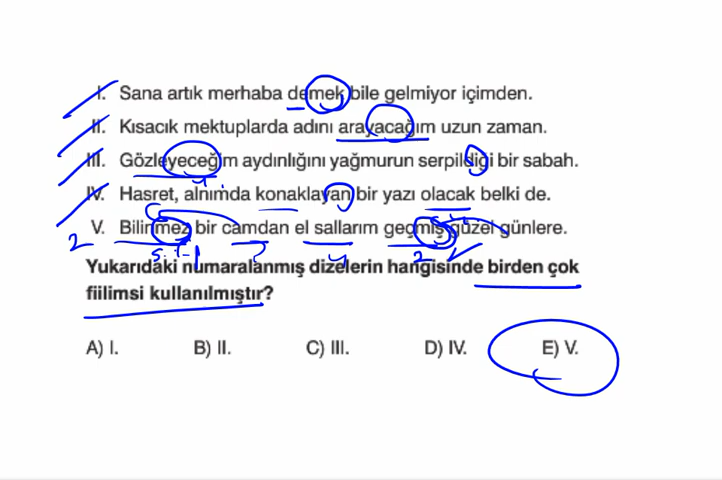 I. Sana artık merhaba demek bile gelmiyor içimden.
II. Kısacık mektuplarda adını arayacağım uzun zaman.
III. Gözleyeceğim aydınlığını yağmurun serpildiği bir sabah.
IV. Hasret, alnımda konaklayan bir yazı olacak belki de.
V. Bilinmez bir camdan el sallarım geçmiş güzel günlere.
2
Yukarıdaki numaralanmış dizelerin hangisinde birden çok
fiilimsi kullanılmıştır?
A) I. B) II. C) III. D) IV. E) V.